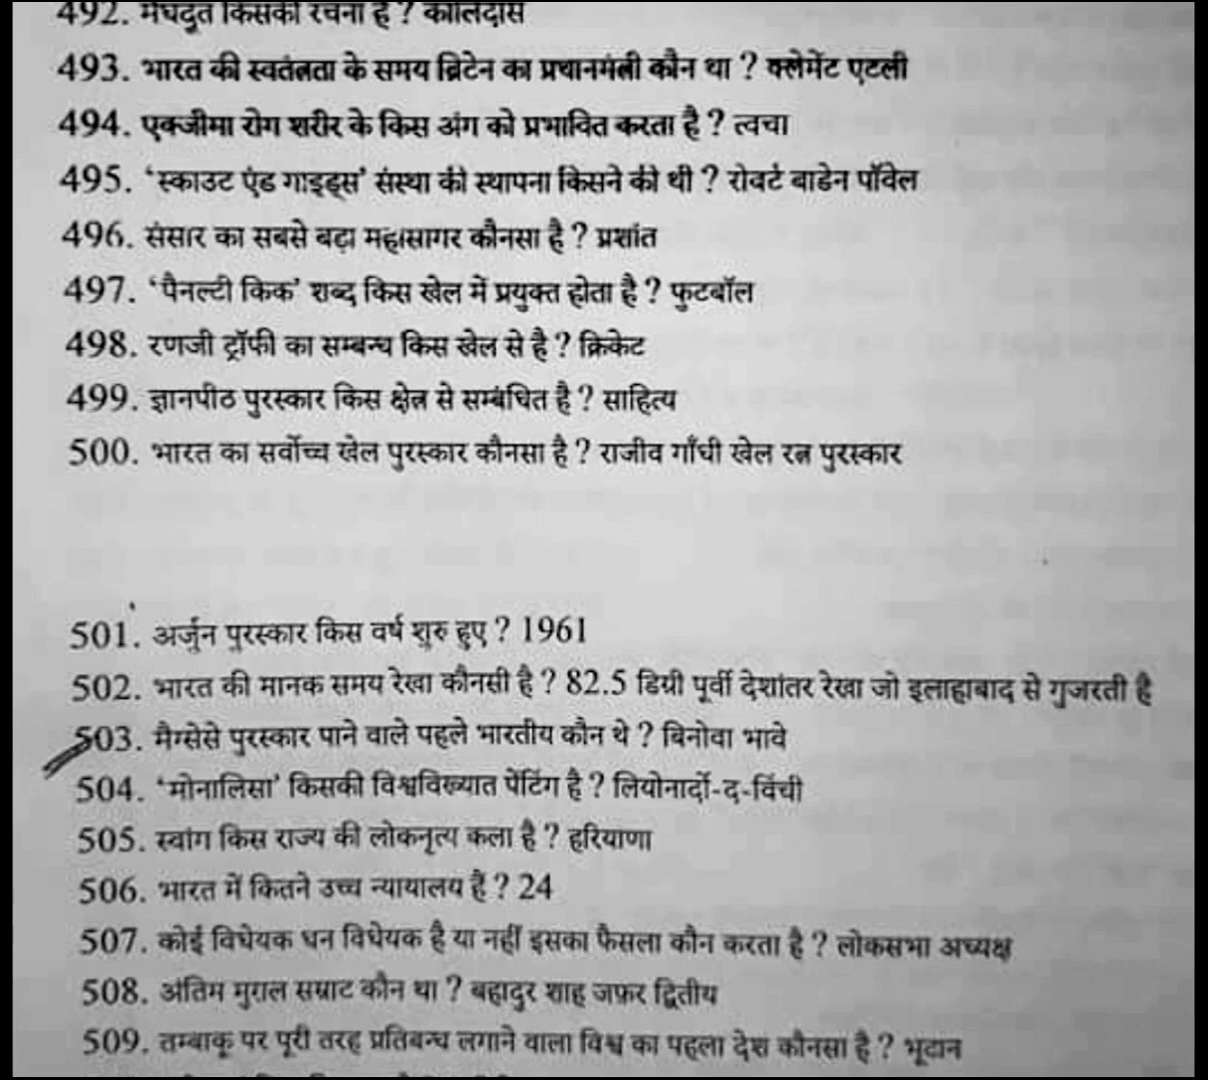 492. मेघदुत किसकी रचना है ? कालिदास
493. भारत की स्वतंत्रता के समय ब्रिटेन का प्रधानमंत्री कौन था ? क्लेमेंट एटली
494. एक्जीमा रोग शरीर के किस अंग को प्रभावित करता है ? त्वचा
495. ‘स्काउट एंड गाइड्स’ संस्था की स्थापना किसने की थी ? रोबर्ट बाडेन पॉवेल
496. संसार का सबसे बढ़ा महासागर कौनसा है ? प्रशांत
497. ‘पैनल्टी किक’ शब्द किस खेल में प्रयुक्त होता है ? फुटबॉल
498. रणजी ट्रॉफी का सम्बन्ध किस खेल से है ? क्रिकेट
499. ज्ञानपीठ पुरस्कार किस क्षेत्र से सम्बंधित है ? साहित्य
500. भारत का सर्वोच्च खेल पुरस्कार कौनसा है ? राजीव गाँधी खेल रत्न पुरस्कार
501. अर्जुन पुरस्कार किस वर्ष शुरु हुए ? 1961
502. भारत की मानक समय रेखा कौनसी है ? 82.5 डिग्री पूर्वी देशांतर रेखा जो इलाहाबाद से गुजरती है
503. मैग्सेसे पुरस्कार पाने वाले पहले भारतीय कौन थे ? बिनोवा भावे
504. ‘मोनालिसा’ किसकी विश्वविख्यात पेंटिंग है ? लियोनार्दो-द-विंची
505. स्वांग किस राज्य की लोकनृत्य कला है ? हरियाणा
506. भारत में कितने उच्च न्यायालय हैं ? 24
507. कोई विधेयक धन विधेयक है या नहीं इसका फैसला कौन करता है ? लोकसभा अध्यक्ष
508. अंतिम मुग़ल सम्राट कौन था ? बहादुर शाह जफ़र द्वितीय
509. तम्बाकू पर पूरी तरह प्रतिबन्ध लगाने वाला विश्व का पहला देश कौनसा है ? भूटान